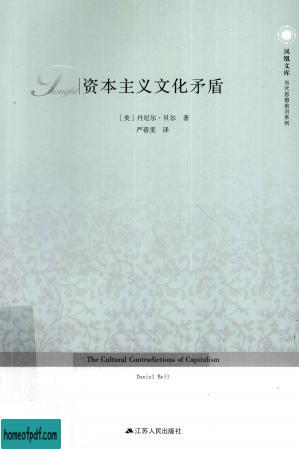 Thought
资本主义文化矛盾
[美]丹尼尔·贝尔 著
严蓓雯 译
凤凰文库
当代思想前沿系列
The Cultural Contradictions of Capitalism
Daniel Bell
江苏人民出版社
homeofpdf.com